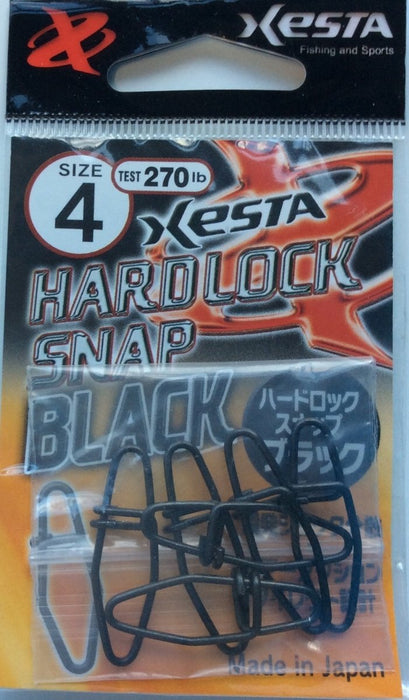 XESTA
Fishing and Sports
SIZE
4
TEST 270 lb
XESTA
HARD LOCK
SNAP
BLACK
ハードロック
スナップ
ブラック
Made in Japan